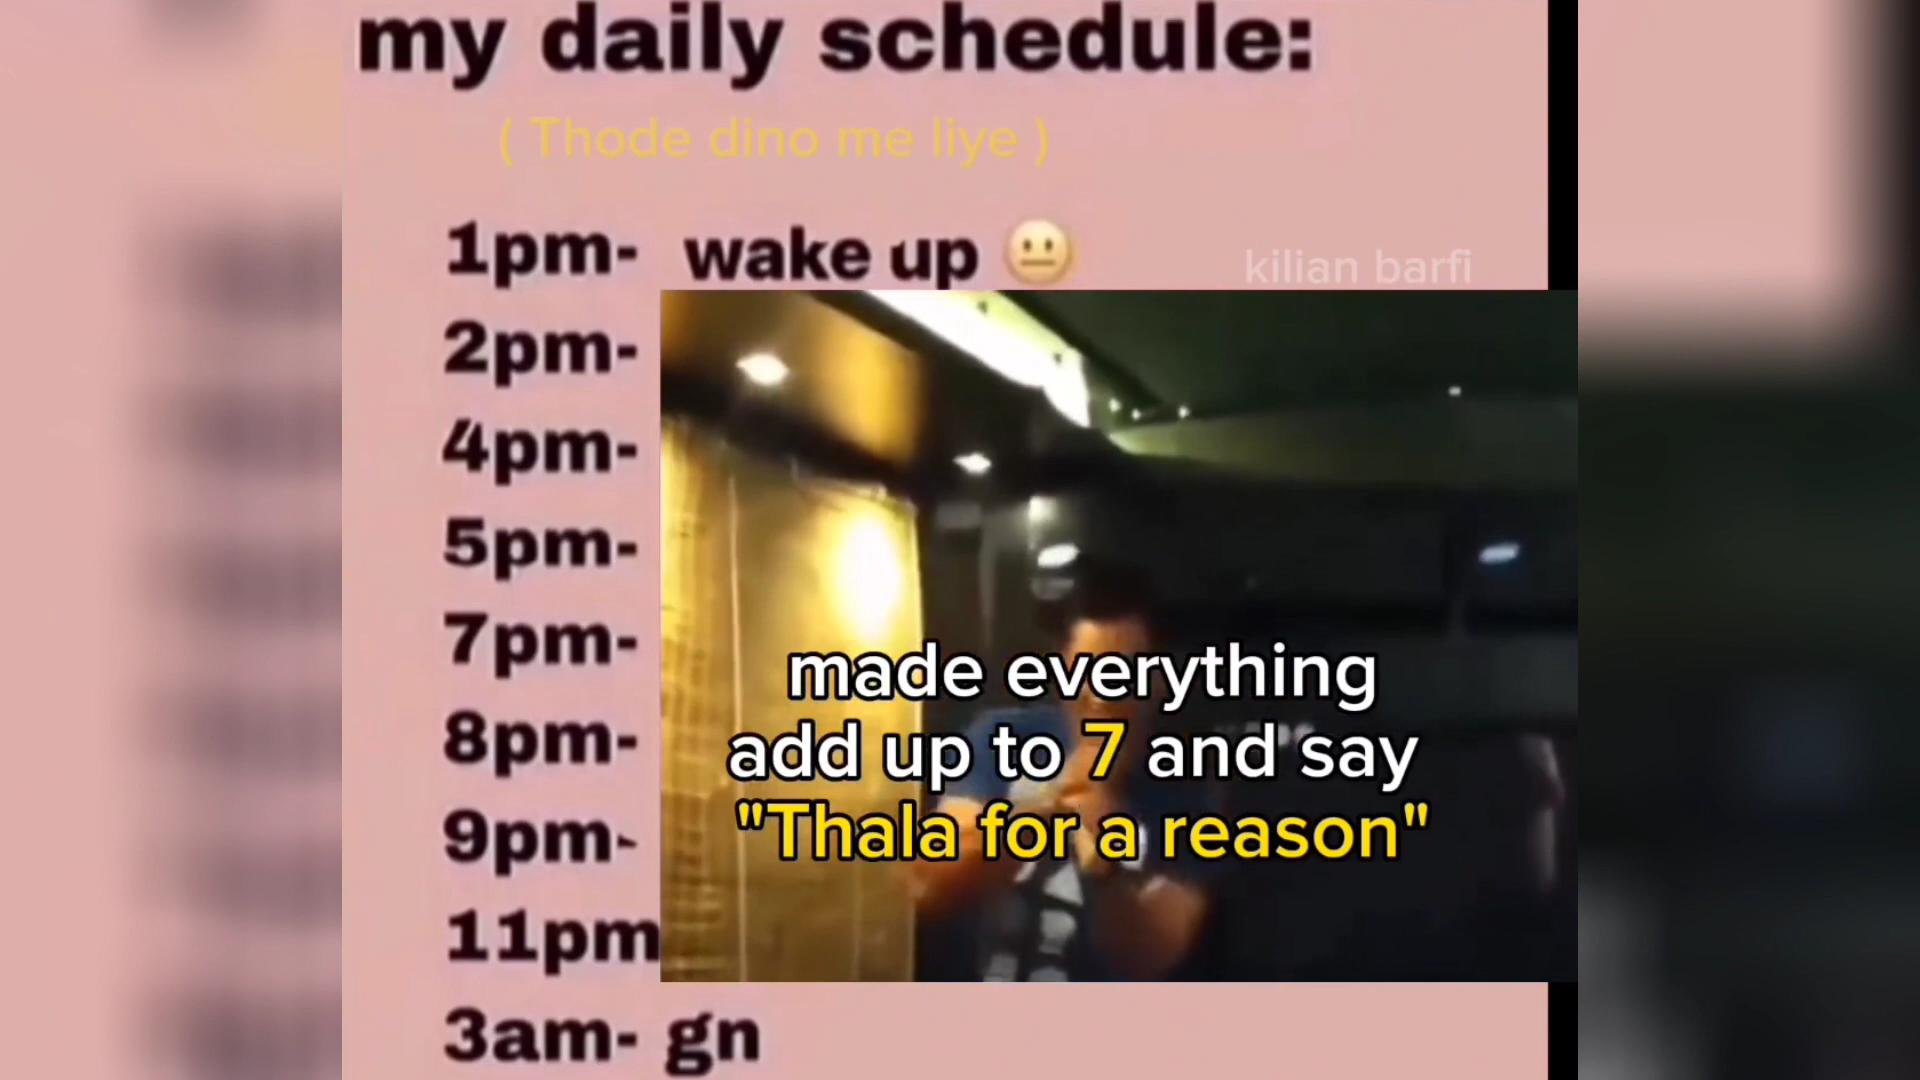 my daily schedule:
( Thode dino me liye )
1pm- wake up 😐
kilian barfi
2pm-
4pm-
5pm-
7pm-
8pm-
9pm-
11pm
3am- gn
made everything
add up to 7 and say
"Thala for a reason"